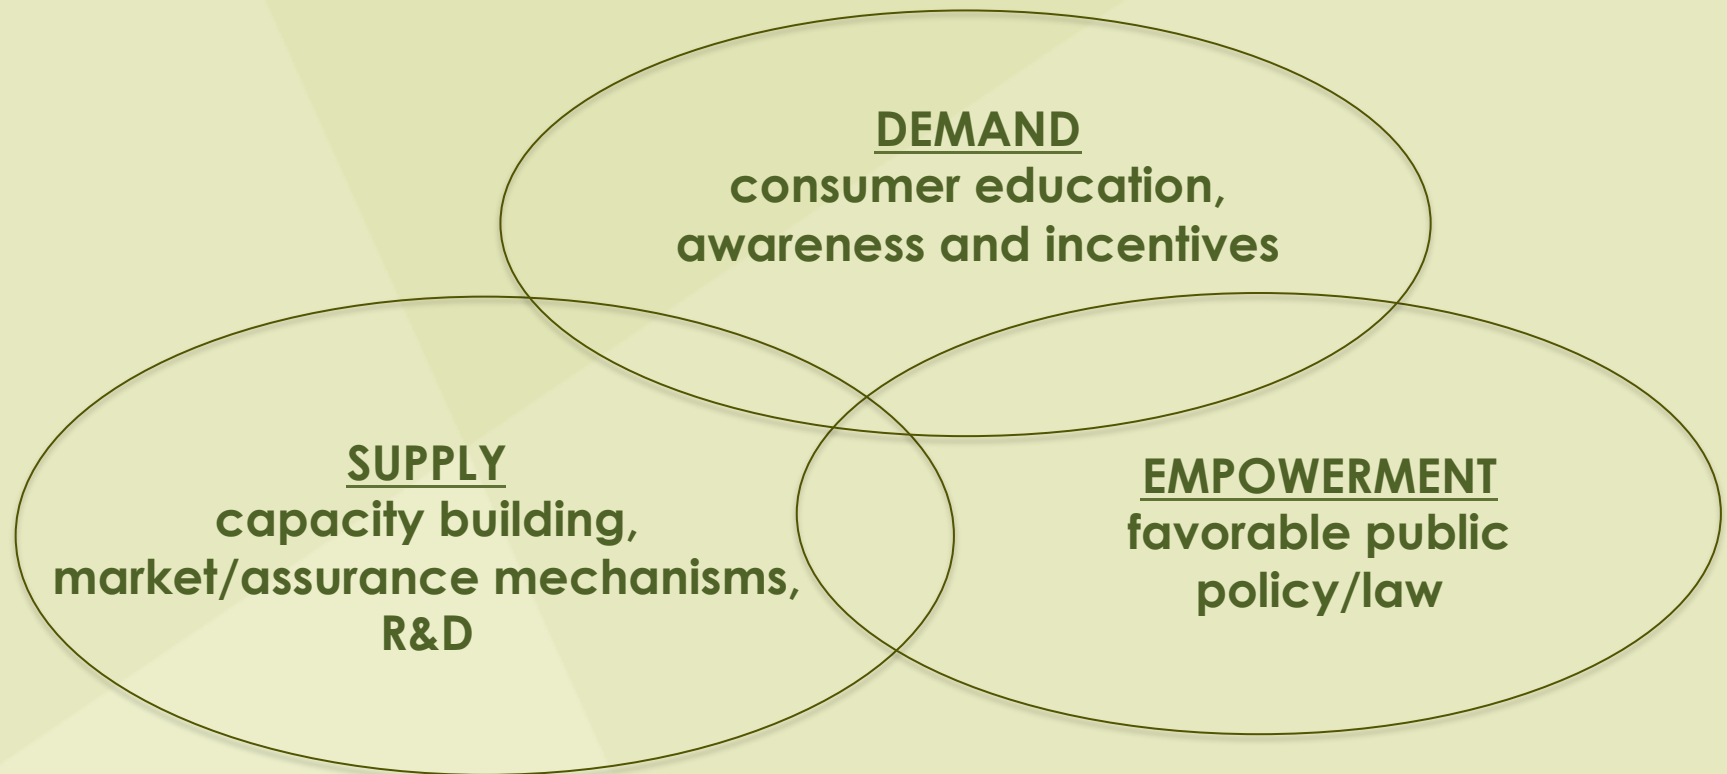 DEMAND
consumer education,
awareness and incentives
SUPPLY
capacity building,
market/assurance mechanisms,
R&D
EMPOWERMENT
favorable public
policy/law